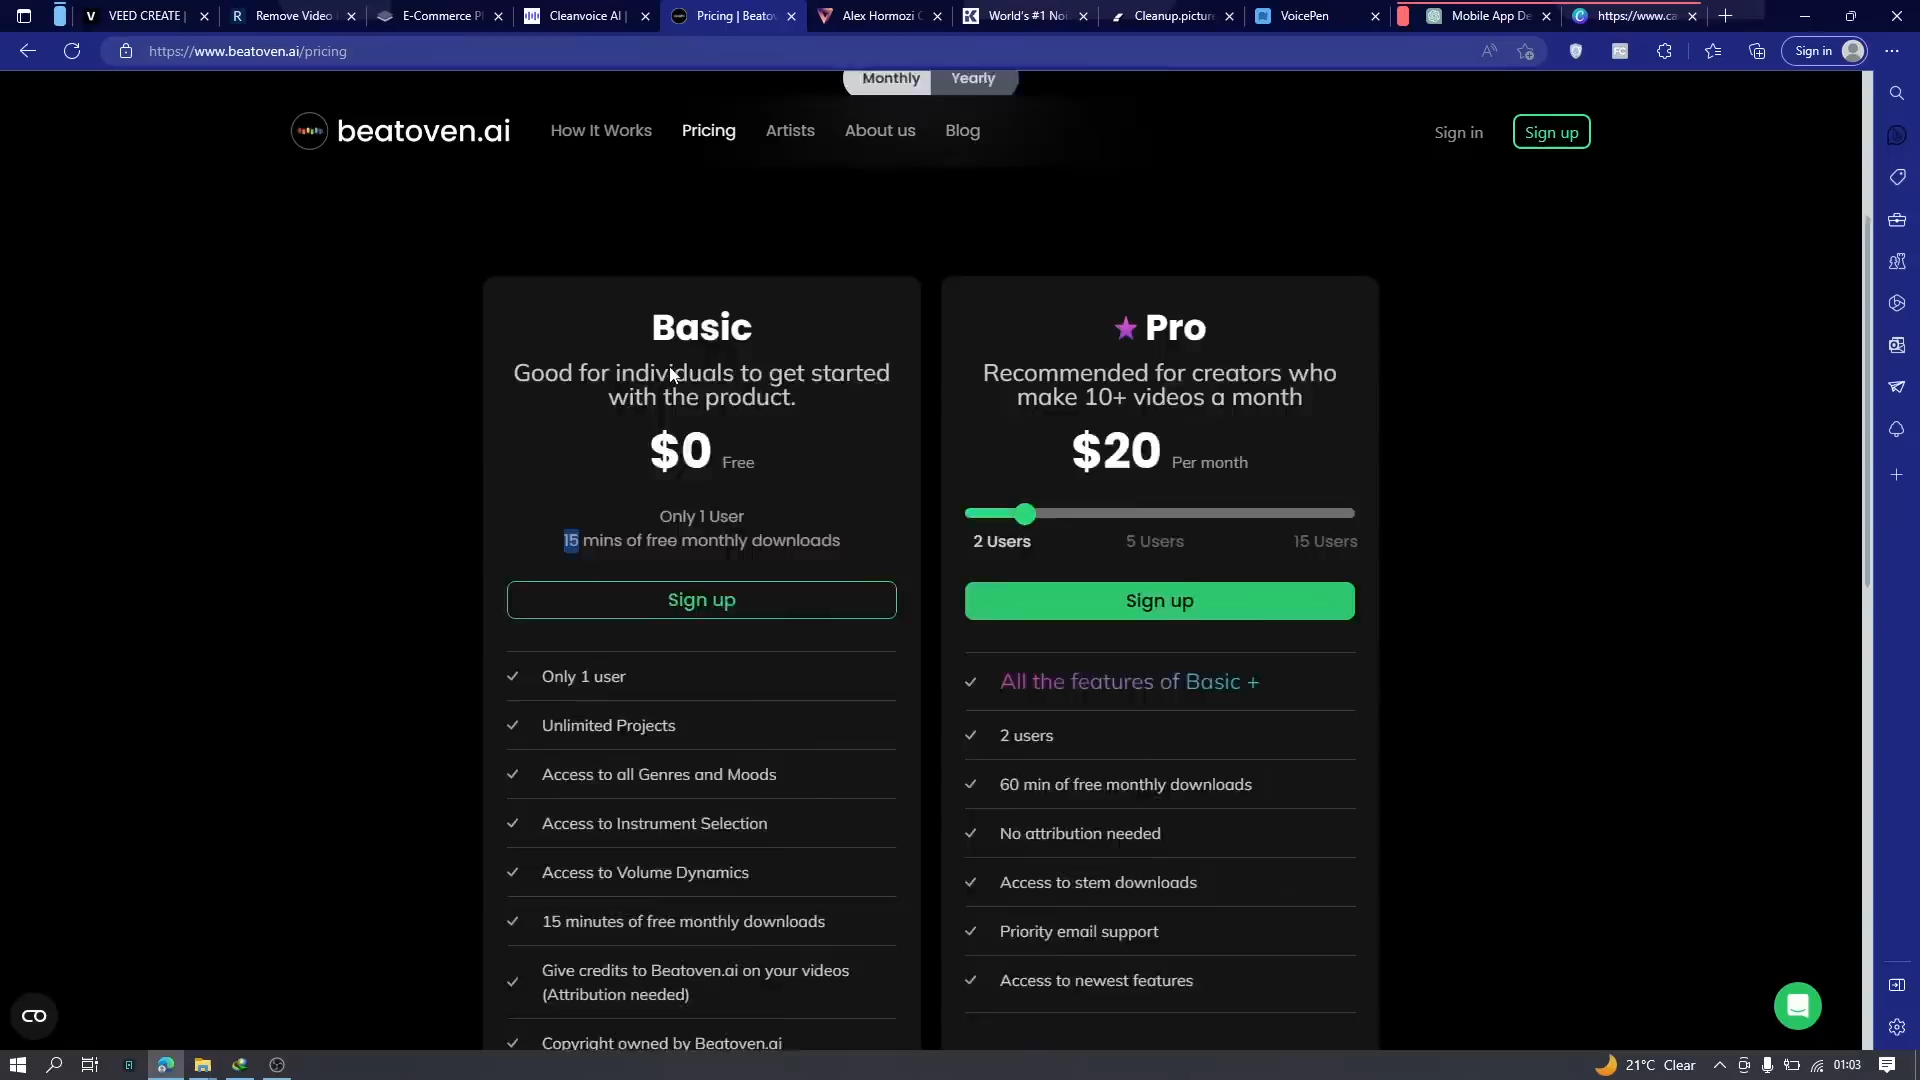 VEED CREATE |
Remove Video
E-Commerce P
Cleanvoice AI |
Pricing | Beatov
Alex Hormozi C
World's #1 Noi
Cleanup.picture
VoicePen
Mobile App De
https://www.ca
https://www.beatoven.ai/pricing
Sign in
Monthly
Yearly
beatoven.ai
How It Works
Pricing
Artists
About us
Blog
Sign in
Sign up
Basic
Good for individuals to get started
with the product.
$0 Free
Only 1 User
15 mins of free monthly downloads
Sign up
Only 1 user
Unlimited Projects
Access to all Genres and Moods
Access to Instrument Selection
Access to Volume Dynamics
15 minutes of free monthly downloads
Give credits to Beatoven.ai on your videos
(Attribution needed)
Copyright owned by Beatoven.ai
Pro
Recommended for creators who
make 10+ videos a month
$20 Per month
2 Users
5 Users
15 Users
Sign up
All the features of Basic +
2 users
60 min of free monthly downloads
No attribution needed
Access to stem downloads
Priority email support
Access to newest features
21°C Clear
01:03